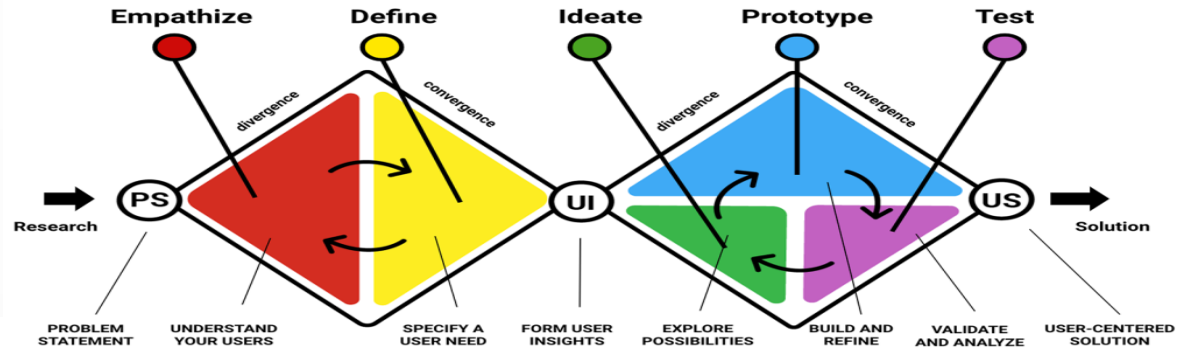 Empathize
Define
Ideate
Prototype
Test
divergence
convergence
divergence
convergence
PS
UI
US
Research
Solution
PROBLEM
STATEMENT
UNDERSTAND
YOUR USERS
SPECIFY A
USER NEED
FORM USER
INSIGHTS
EXPLORE
POSSIBILITIES
BUILD AND
REFINE
VALIDATE
AND ANALYZE
USER-CENTERED
SOLUTION